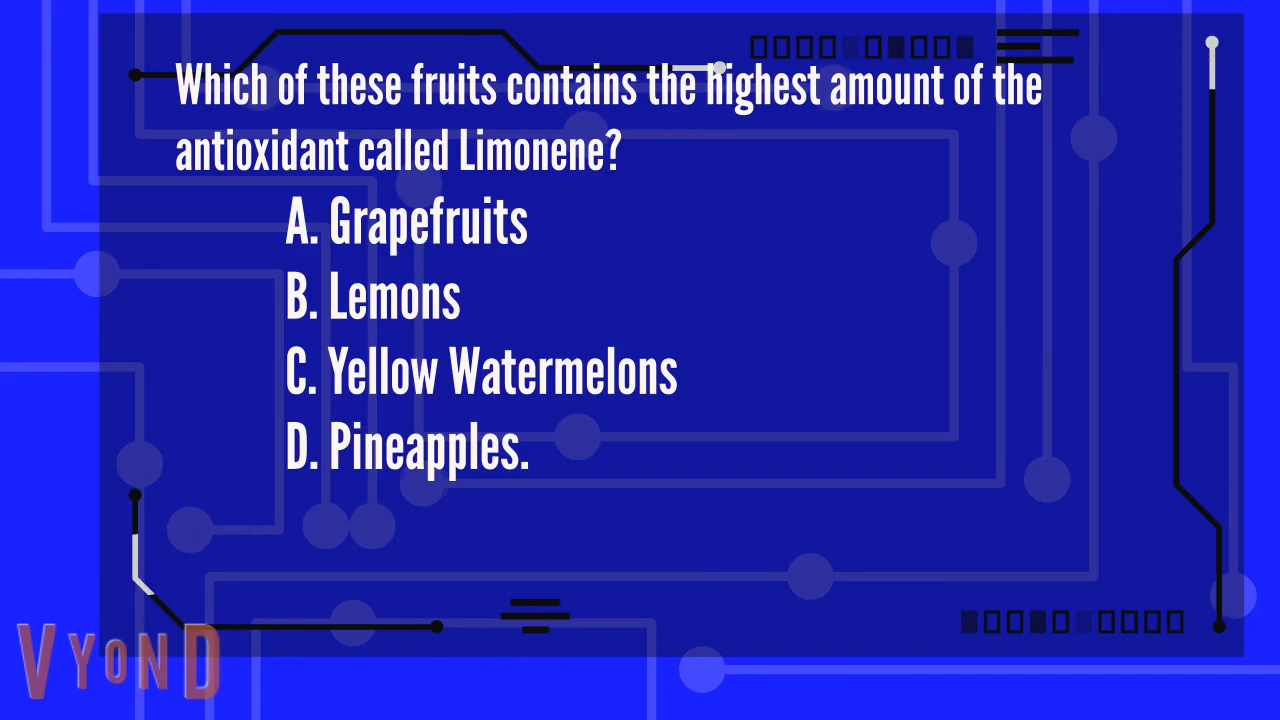 Which of these fruits contains the highest amount of the
antioxidant called Limonene?
A. Grapefruits
B. Lemons
C. Yellow Watermelons
D. Pineapples.
VYOND